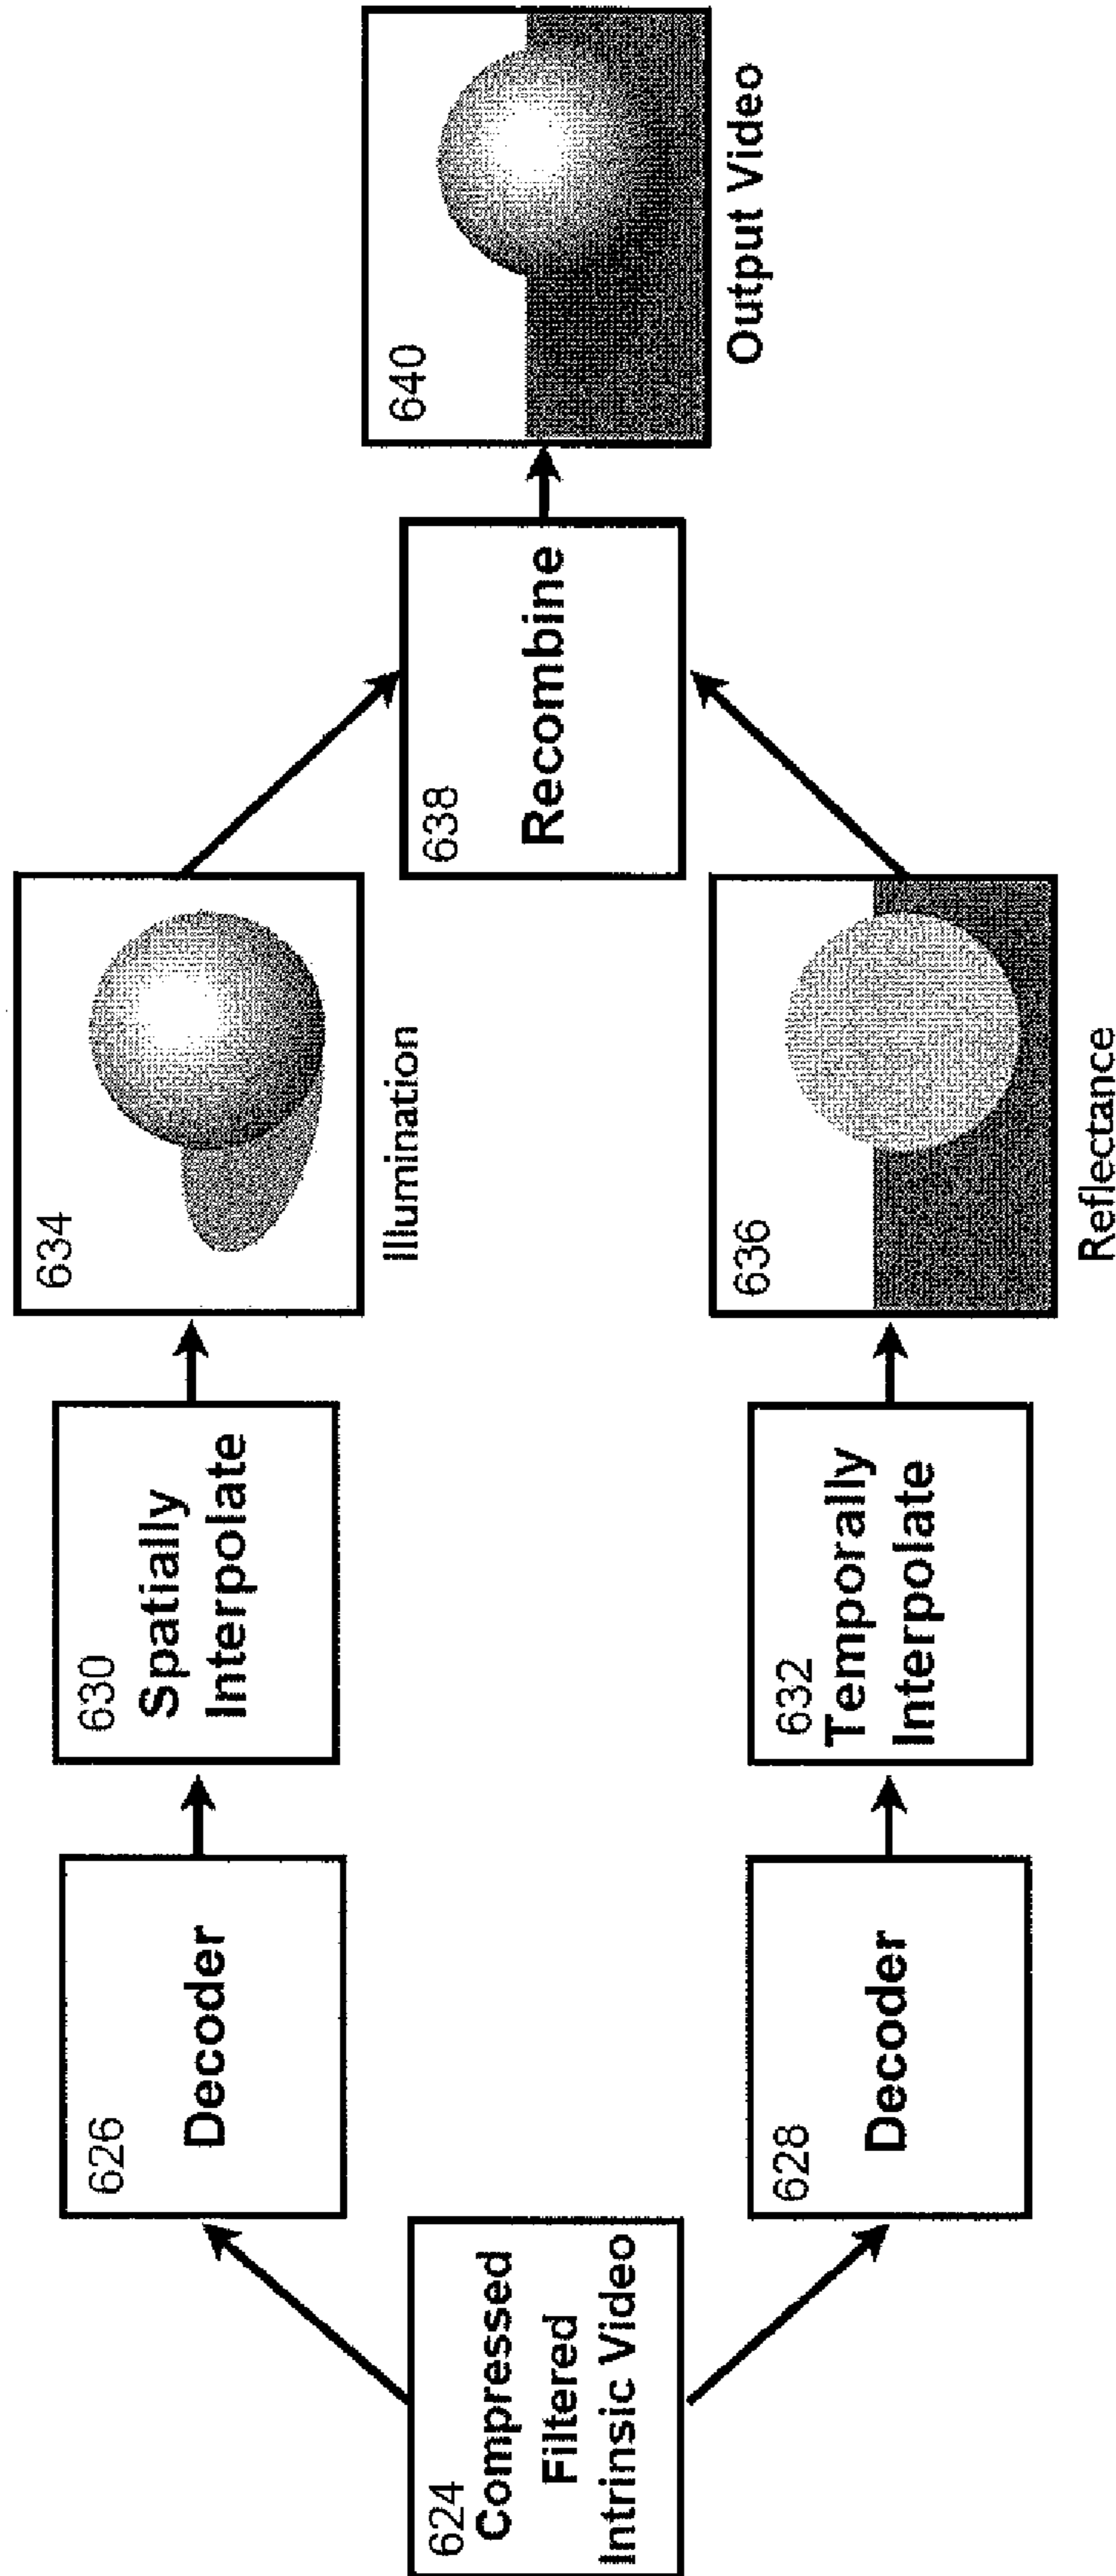 624
Compressed
Filtered
Intrinsic Video
626
Decoder
630
Spatially
Interpolate
634
Illumination
628
Decoder
632
Temporally
Interpolate
636
Reflectance
638
Recombine
640
Output Video